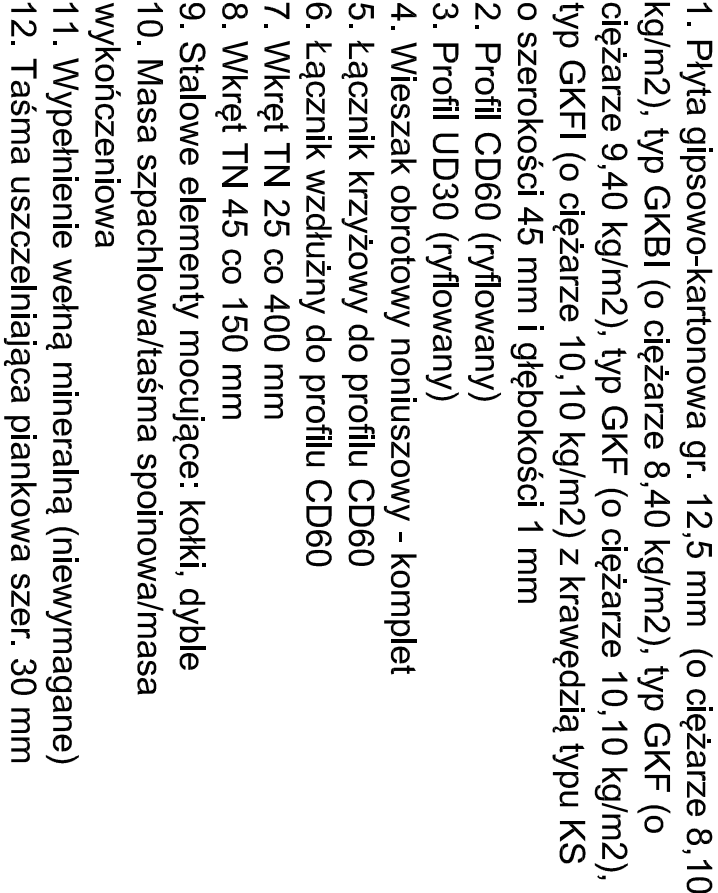 1. Płyta gipsowo-kartonowa gr. 12,5 mm (o ciężarze 8,10
kg/m2), typ GKBI (o ciężarze 8,40 kg/m2), typ GKF (o
ciężarze 9,40 kg/m2), typ GKF (o ciężarze 10,10 kg/m2),
typ GKFI (o ciężarze 10,10 kg/m2) z krawędzią typu KS
o szerokości 45 mm i głębokości 1 mm
2. Profil CD60 (ryflowany)
3. Profil UD30 (ryflowany)
4. Wieszak obrotowy noniuszowy - komplet
5. Łącznik krzyżowy do profilu CD60
6. Łącznik wzdłużny do profilu CD60
7. Wkręt TN 25 co 400 mm
8. Wkręt TN 45 co 150 mm
9. Stalowe elementy mocujące: kołki, dyble
10. Masa szpachlowa/taśma spoinowa/masa
wykończeniowa
11. Wypełnienie wełną mineralną (niewymagane)
12. Taśma uszczelniająca piankowa szer. 30 mm